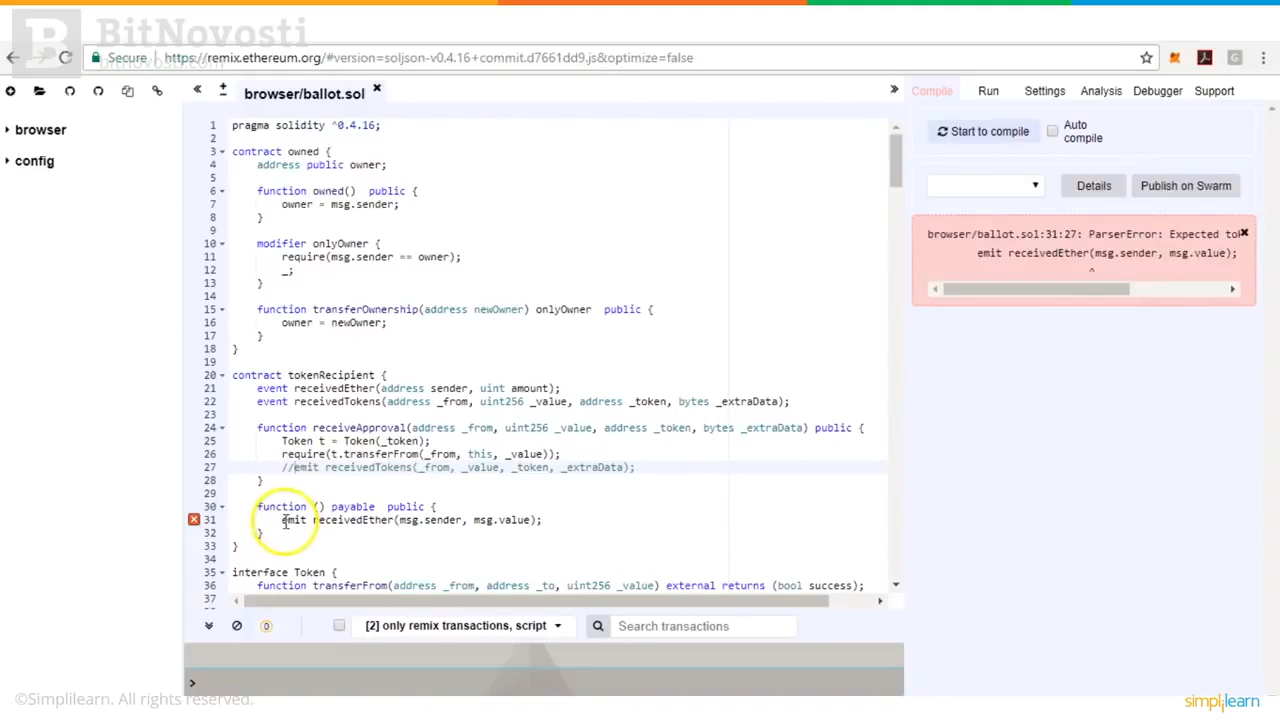 BitNovosti
bitnovosti.com
Secure
https://remix.ethereum.org/#version=soljson-v0.4.16+commit.d7661dd9.js&optimize=false
browser/ballot.sol
Compile Run Settings Analysis Debugger Support
browser
config
Start to compile
Auto compile
Details
Publish on Swarm
browser/ballot.sol:31:27: ParserError: Expected
emit receivedEther(msg.sender, msg.value);
^
1 pragma solidity ^0.4.16;
2
3 contract owned {
4 address public owner;
5
6 function owned() public {
7 owner = msg.sender;
8 }
9
10 modifier onlyOwner {
11 require(msg.sender == owner);
12 _;
13 }
14
15 function transferOwnership(address newOwner) onlyOwner public {
16 owner = newOwner;
17 }
18 }
19
20 contract tokenRecipient {
21 event receivedEther(address sender, uint amount);
22 event receivedTokens(address _from, uint256 _value, address _token, bytes _extraData);
23
24 function receiveApproval(address _from, uint256 _value, address _token, bytes _extraData) public {
25 Token t = Token(_token);
26 require(t.transferFrom(_from, this, _value));
27 //emit receivedTokens(_from, _value, _token, _extraData);
28 }
29
30 function () payable public {
31 emit receivedEther(msg.sender, msg.value);
32 }
33 }
34
35 interface Token {
36 function transferFrom(address _from, address _to, uint256 _value) external returns (bool success);
37
0
[2] only remix transactions, script
Search transactions
>
©Simplilearn. All rights reserved.
simplilearn